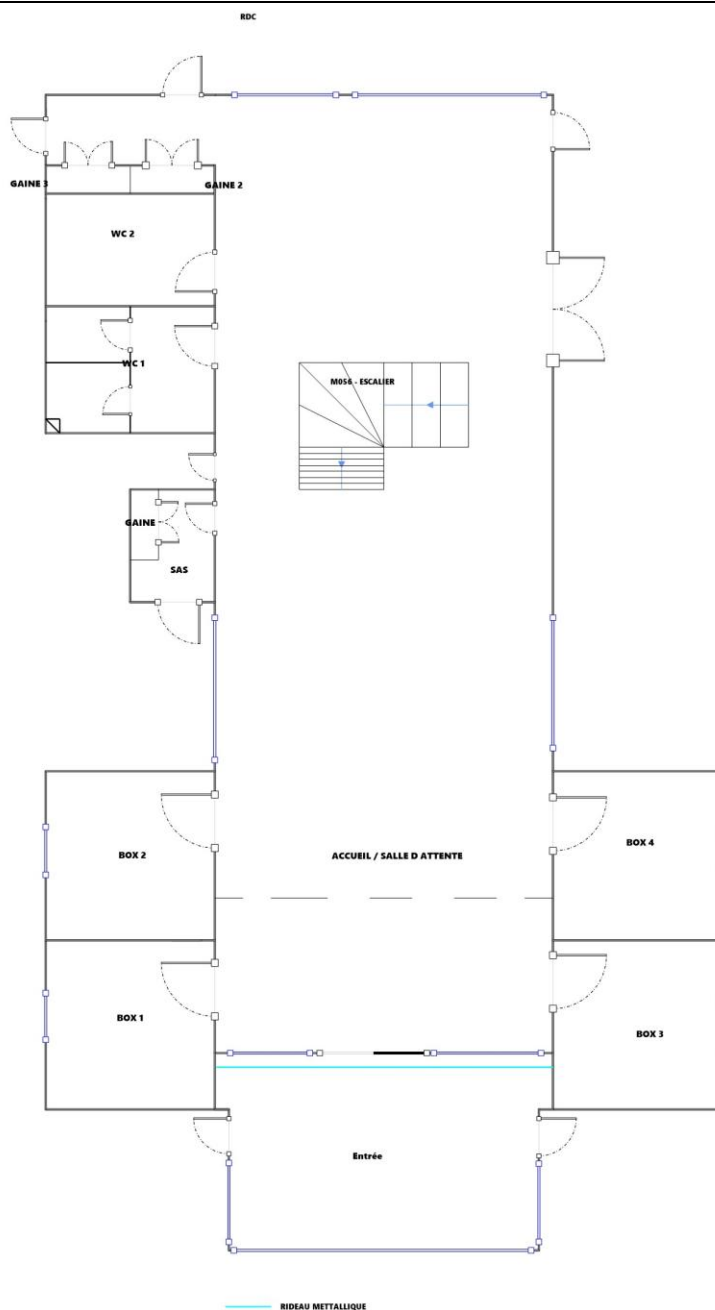 RDC
GAINE 3
GAINE 2
WC 2
WC 1
M056 - ESCALIER
GAINE
SAS
BOX 2
ACCUEIL / SALLE D ATTENTE
BOX 4
BOX 1
BOX 3
Entrée
RIDEAU METTALLIQUE